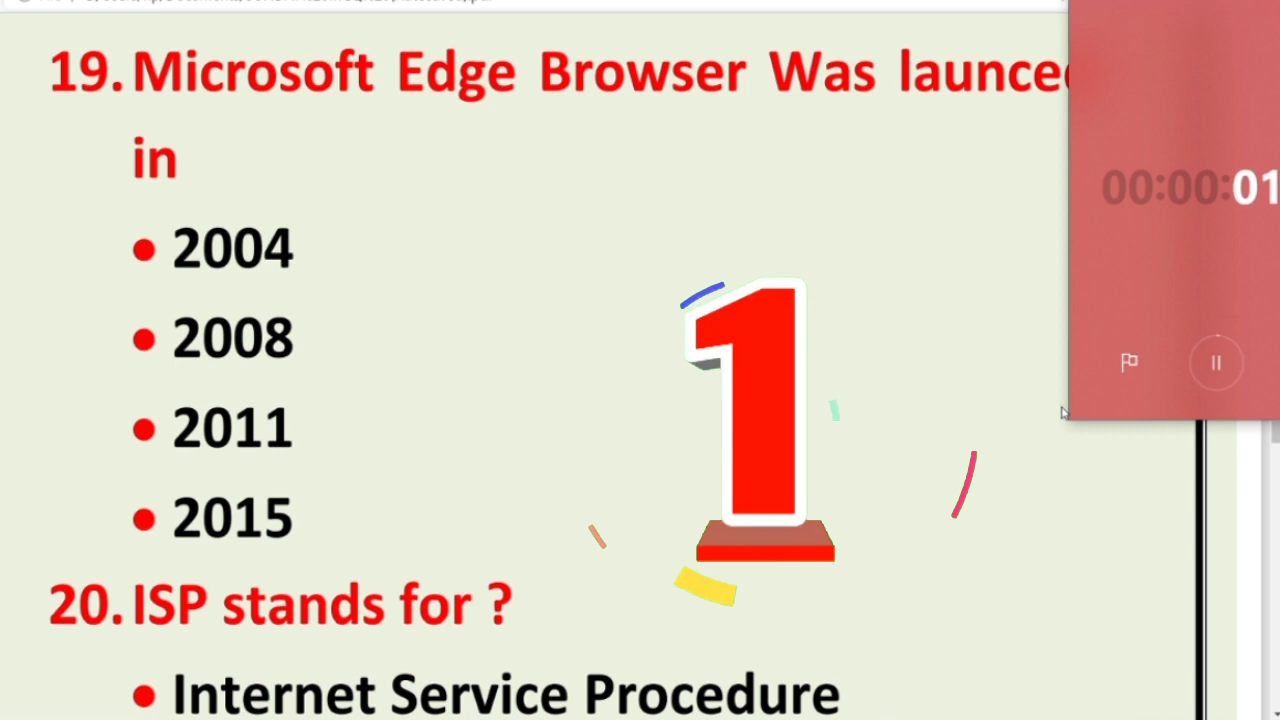 19. Microsoft Edge Browser Was launce
in
• 2004
• 2008
• 2011
• 2015
20. ISP stands for ?
• Internet Service Procedure
1
00:00:01